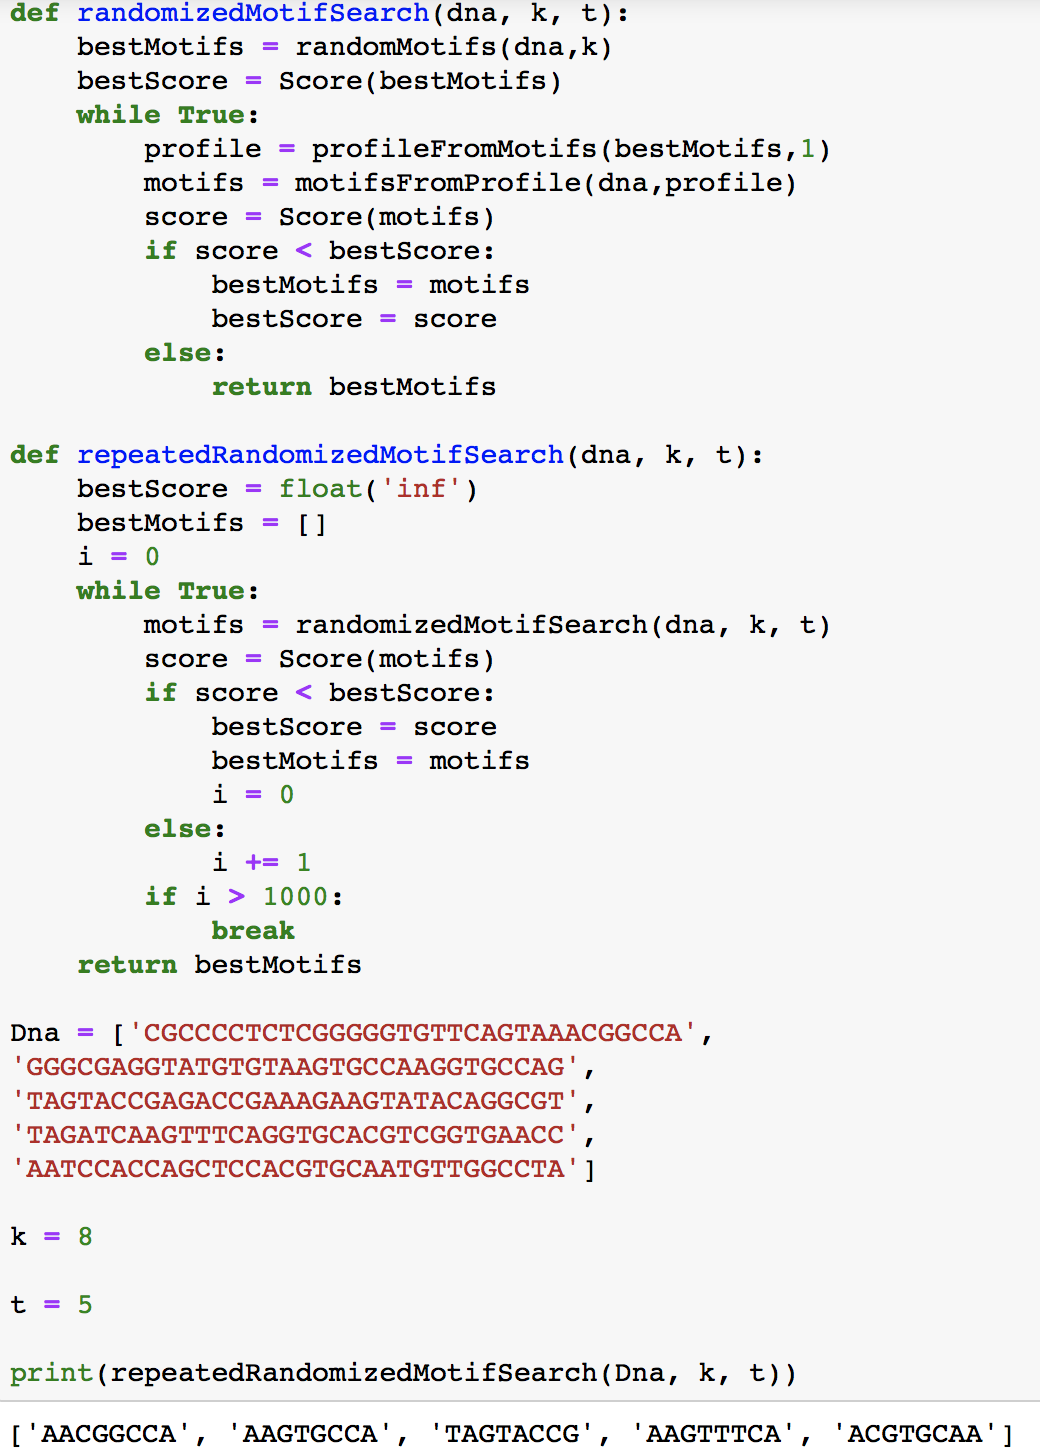 def randomizedMotifSearch(dna, k, t):
    bestMotifs = randomMotifs(dna,k)
    bestScore = Score(bestMotifs)
    while True:
        profile = profileFromMotifs(bestMotifs,1)
        motifs = motifsFromProfile(dna,profile)
        score = Score(motifs)
        if score < bestScore:
            bestMotifs = motifs
            bestScore = score
        else:
            return bestMotifs

def repeatedRandomizedMotifSearch(dna, k, t):
    bestScore = float('inf')
    bestMotifs = []
    i = 0
    while True:
        motifs = randomizedMotifSearch(dna, k, t)
        score = Score(motifs)
        if score < bestScore:
            bestScore = score
            bestMotifs = motifs
            i = 0
        else:
            i += 1
        if i > 1000:
            break
    return bestMotifs

Dna = ['CGCCCCTCTCGGGGGTGTTCAGTAAACGGCCA',
'GGGCGAGGTATGTGTAAGTGCCAAGGTGCCAG',
'TAGTACCGAGACCGAAAGAAGTATACAGGCGT',
'TAGATCAAGTTTCAGGTGCACGTCGGTGAACC',
'AATCCACCAGCTCCACGTGCAATGTTGGCCTA']

k = 8

t = 5

print(repeatedRandomizedMotifSearch(Dna, k, t))
['AACGGCCA', 'AAGTGCCA', 'TAGTACCG', 'AAGTTTCA', 'ACGTGCAA']